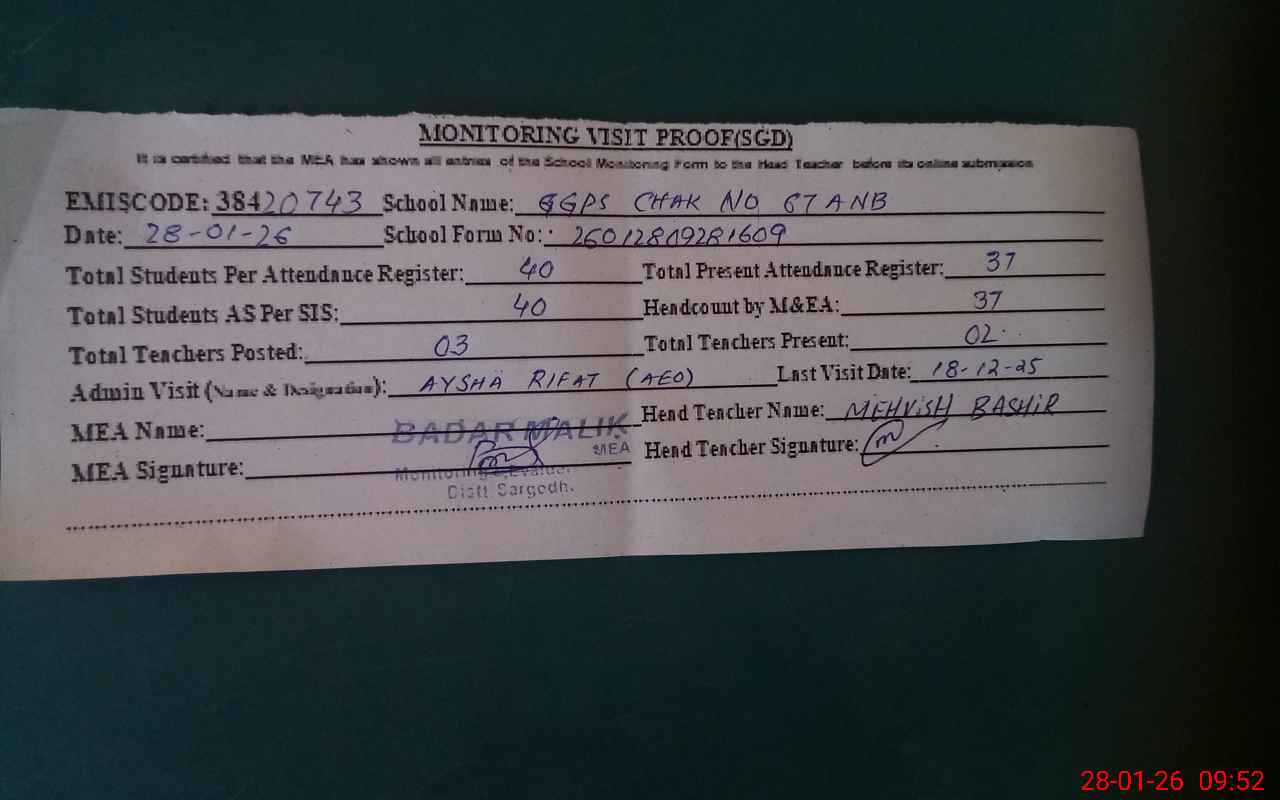 MONITORING VISIT PROOF(SGD)
It is certified that the MEA has shown all entries of the School Monitoring Form to the Head Teacher before its online submission
EMISCODE: 38420743 School Name: GGPS CHAK NO 67 ANB
Date: 28-01-26 School Form No: 26012809281609
Total Students Per Attendance Register: 40 Total Present Attendance Register: 37
Total Students AS Per SIS: 40 Headcount by M&EA: 37
Total Teachers Posted: 03 Total Teachers Present: 02
Admin Visit (Name & Designation): AYSHA RIFAT (AEO) Last Visit Date: 18-12-25
MEA Name: BADAR MALIK Head Teacher Name: MEHVISH BASHIR
MEA
MEA Signature: Head Teacher Signature:
Monitoring
Distt. Sargodh.
28-01-26 09:52